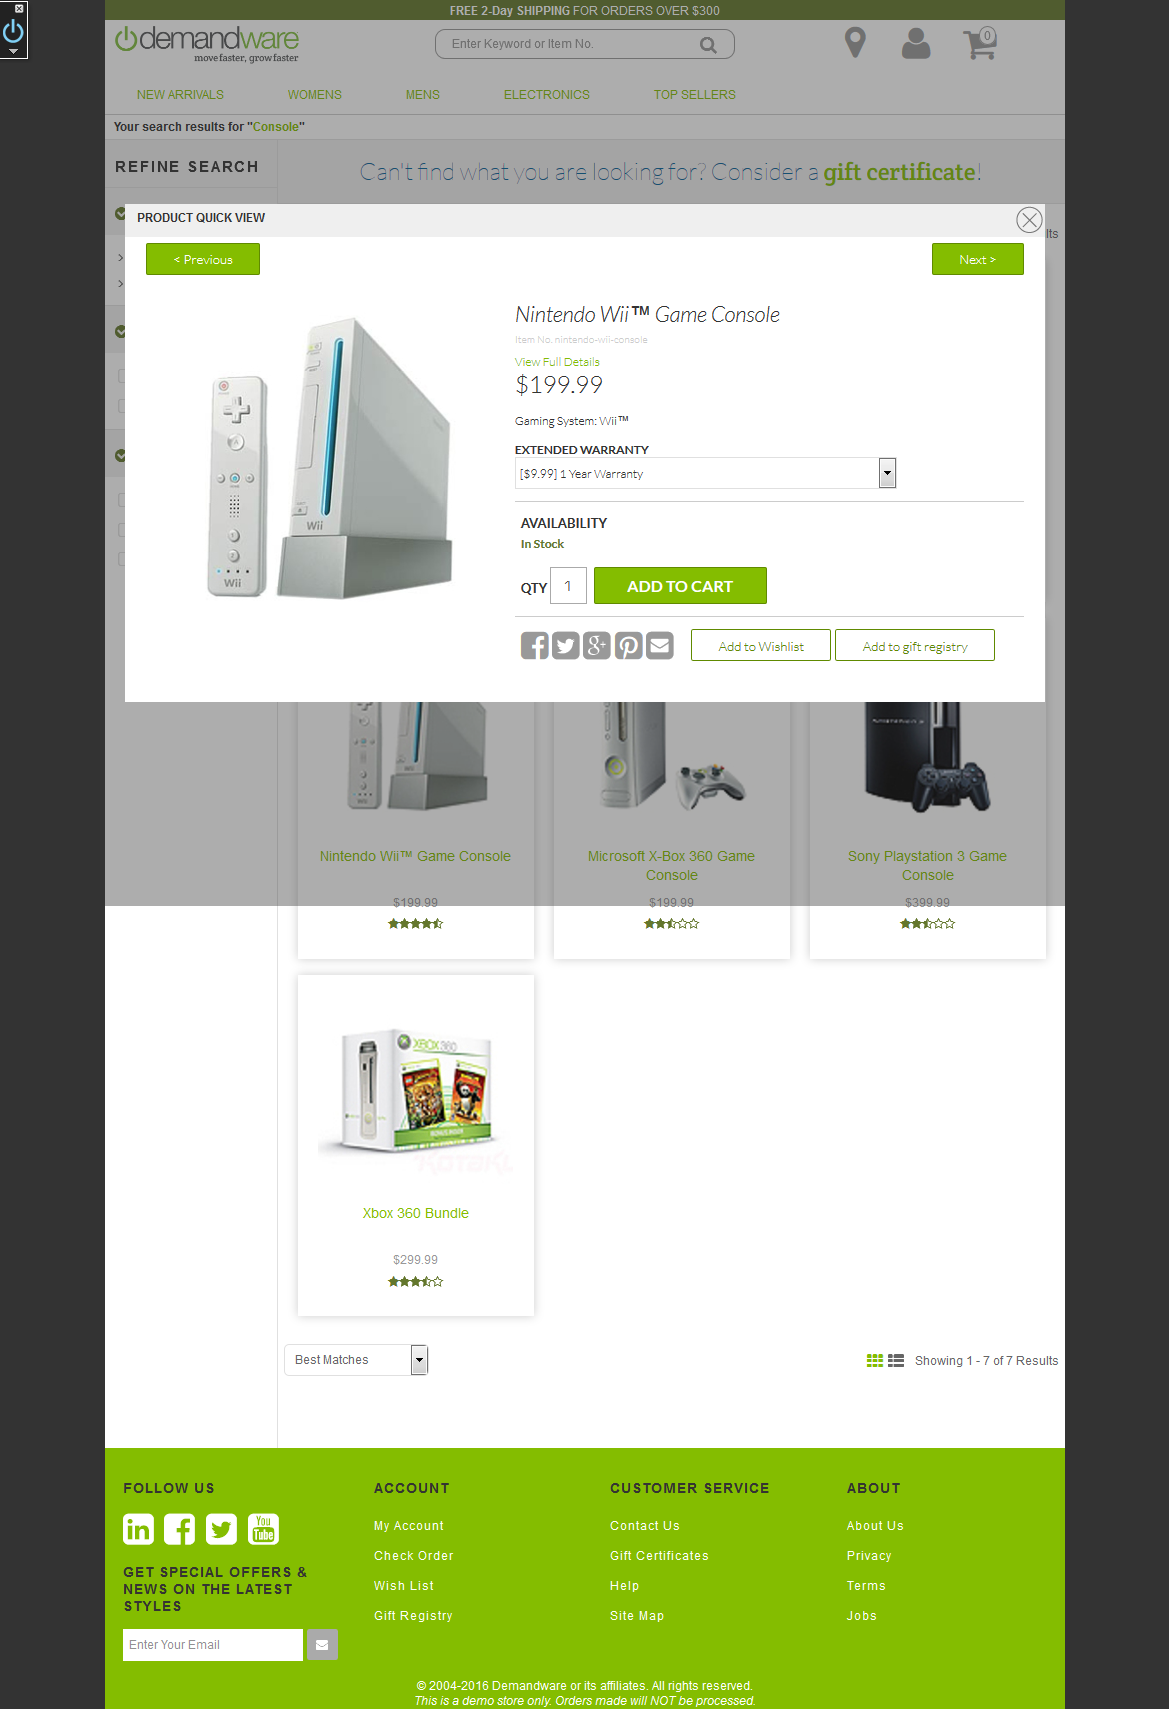 FREE 2-Day SHIPPING FOR ORDERS OVER $300
demandware
move faster, grow faster
Enter Keyword or Item No.
0
NEW ARRIVALS
WOMENS
MENS
ELECTRONICS
TOP SELLERS
Your search results for "Console"
REFINE SEARCH
Can't find what you are looking for? Consider a gift certificate!
PRODUCT QUICK VIEW
lts
< Previous
Next >
Nintendo Wii™ Game Console
Item No. nintendo-wii-console
View Full Details
$199.99
Gaming System: Wii™
EXTENDED WARRANTY
[$9.99] 1 Year Warranty
AVAILABILITY
In Stock
QTY 1 ADD TO CART
Add to Wishlist
Add to gift registry
Wii
Wii
Nintendo Wii™ Game Console
$199.99
Microsoft X-Box 360 Game
Console
$199.99
Sony Playstation 3 Game
Console
$399.99
XBOX 360
Kotaku
Xbox 360 Bundle
$299.99
Best Matches
Showing 1 - 7 of 7 Results
FOLLOW US
You
Tube
GET SPECIAL OFFERS &
NEWS ON THE LATEST
STYLES
Enter Your Email
ACCOUNT
My Account
Check Order
Wish List
Gift Registry
CUSTOMER SERVICE
Contact Us
Gift Certificates
Help
Site Map
ABOUT
About Us
Privacy
Terms
Jobs
© 2004-2016 Demandware or its affiliates. All rights reserved.
This is a demo store only. Orders made will NOT be processed.